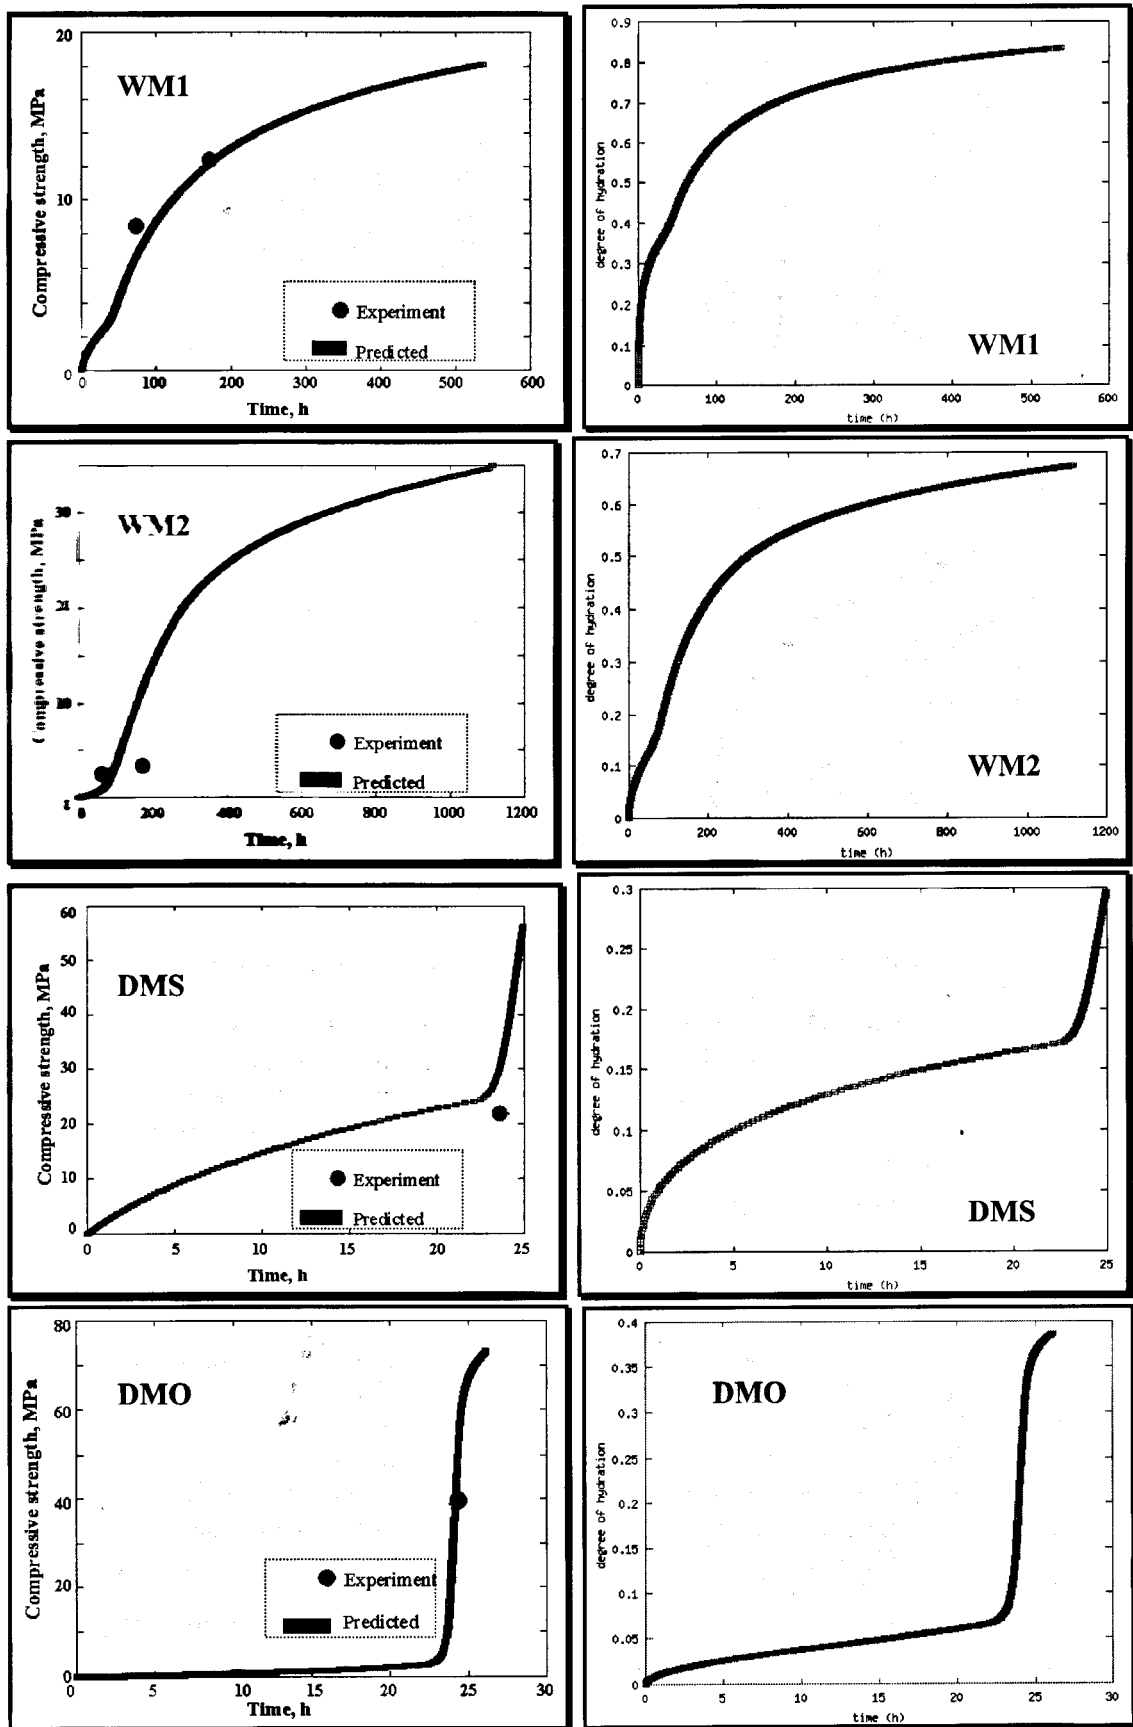 20
WM1
Compressive strength, MPa
10
Experiment
Predicted
0
0 100 200 300 400 500 600
Time, h
0.9
0.8
0.7
0.6
0.5
0.4
0.3
0.2
0.1
0
degree of hydration
WM1
0 100 200 300 400 500 600
time (h)
30
WM2
strength, MPa
Experiment
Predicted
200 400 600 800 1000 1200
Time, h
0.7
0.6
0.5
0.4
0.3
0.2
0.1
0
degree of hydration
WM2
0 200 400 600 800 1000 1200
time (h)
60
50
40
30
20
10
0
DMS
Compressive strength, MPa
Experiment
Predicted
0 5 10 15 20 25
Time, h
0.3
0.25
0.2
0.15
0.1
0.05
0
degree of hydration
DMS
0 5 10 15 20 25
time (h)
80
60
40
20
0
DMO
Compressive strength, MPa
Experiment
Predicted
0 5 10 15 20 25 30
Time, h
0.4
0.35
0.3
0.25
0.2
0.15
0.1
0.05
0
degree of hydration
DMO
0 5 10 15 20 25 30
time (h)